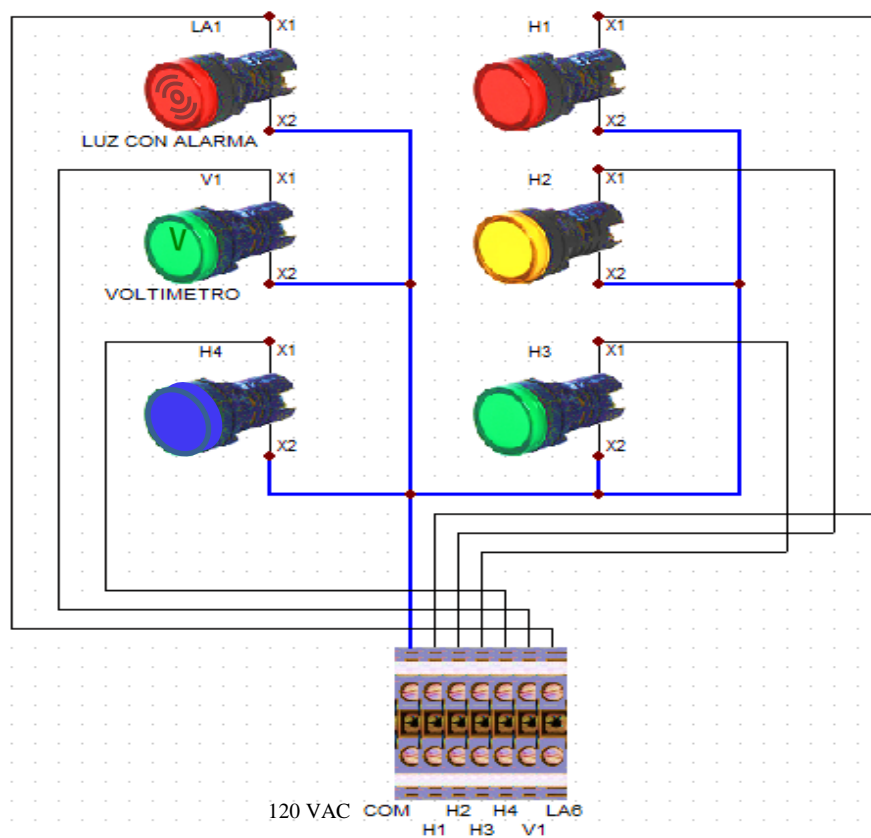 LA1 X1 H1 X1
X2 X2
LUZ CON ALARMA
V1 X1 H2 X1
V
X2 X2
VOLTIMETRO
H4 X1 H3 X1
X2 X2
120 VAC COM H2 H4 LA6
H1 H3 V1